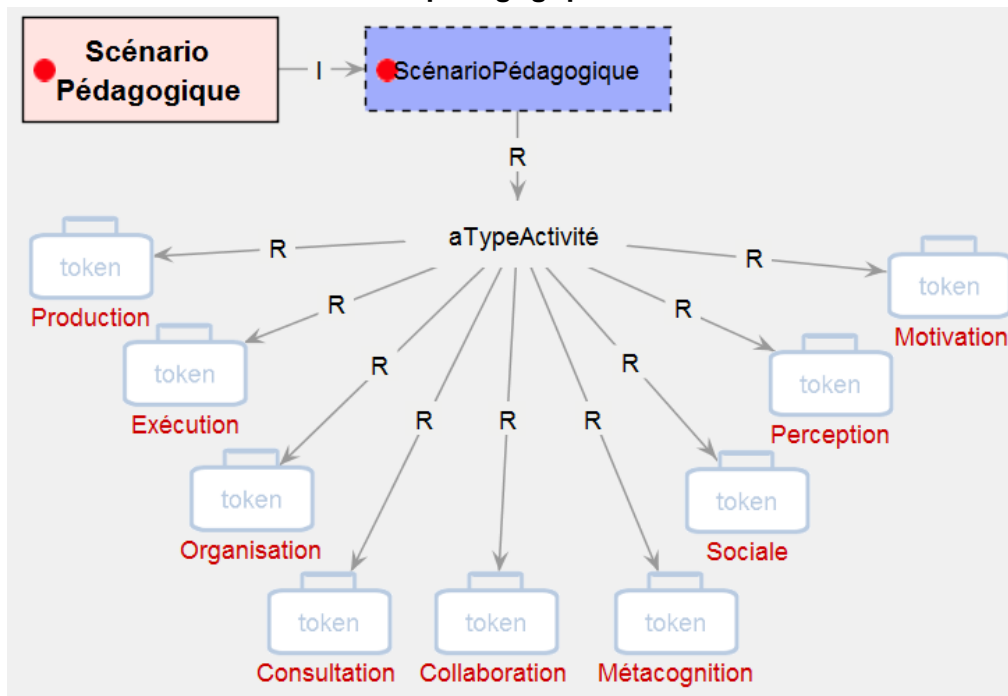 Scénario
Pédagogique
I
ScénarioPédagogique
R
aTypeActivité
R
R
token
token
Production
Motivation
R
R
token
token
Exécution
Perception
R
R
R
R
R
token
token
Organisation
Sociale
token
token
token
Consultation
Collaboration
Métacognition